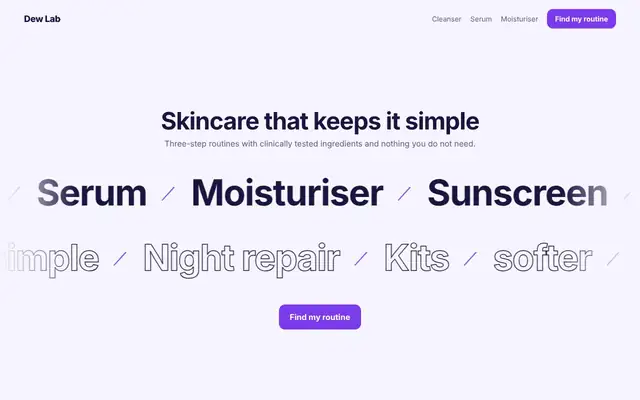 Dew Lab
Cleanser Serum Moisturiser Find my routine
Skincare that keeps it simple
Three-step routines with clinically tested ingredients and nothing you do not need.
/ Serum / Moisturiser / Sunscreen /
imple / Night repair / Kits / softer /
Find my routine